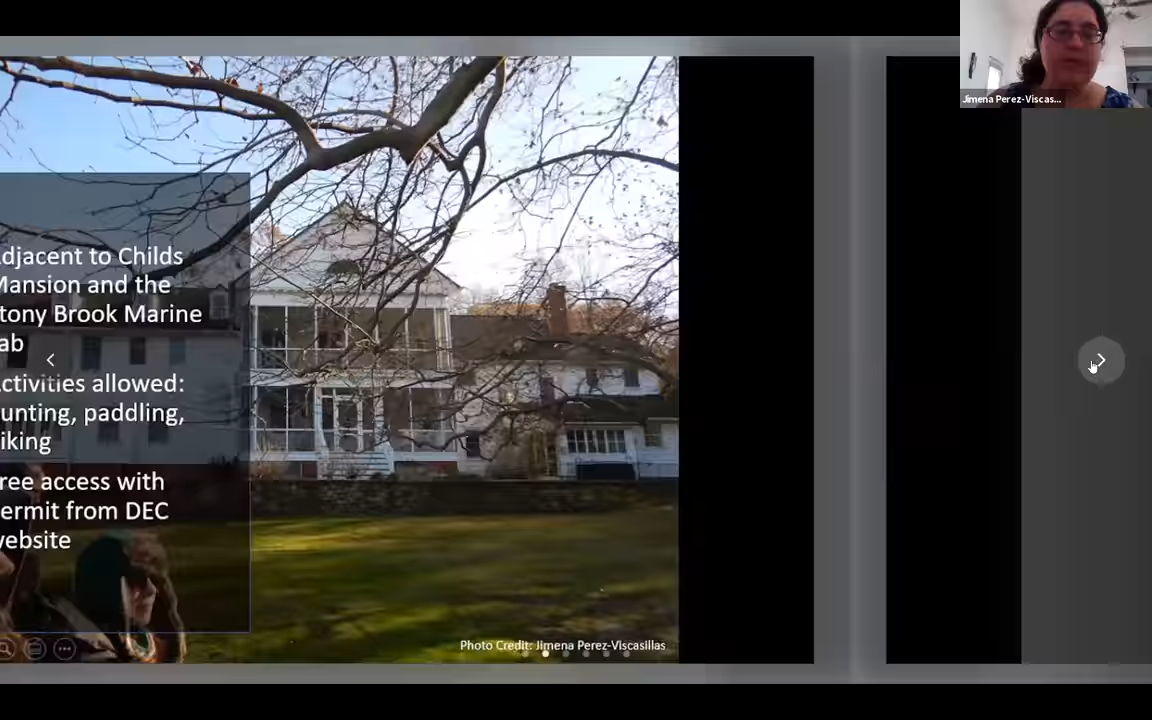 Jimena Perez-Viscas...
djacent to Childs
Mansion and the
tony Brook Marine
ab
ctivities allowed:
unting, paddling,
iking
ree access with
ermit from DEC
website
Photo Credit: Jimena Perez-Viscasillas